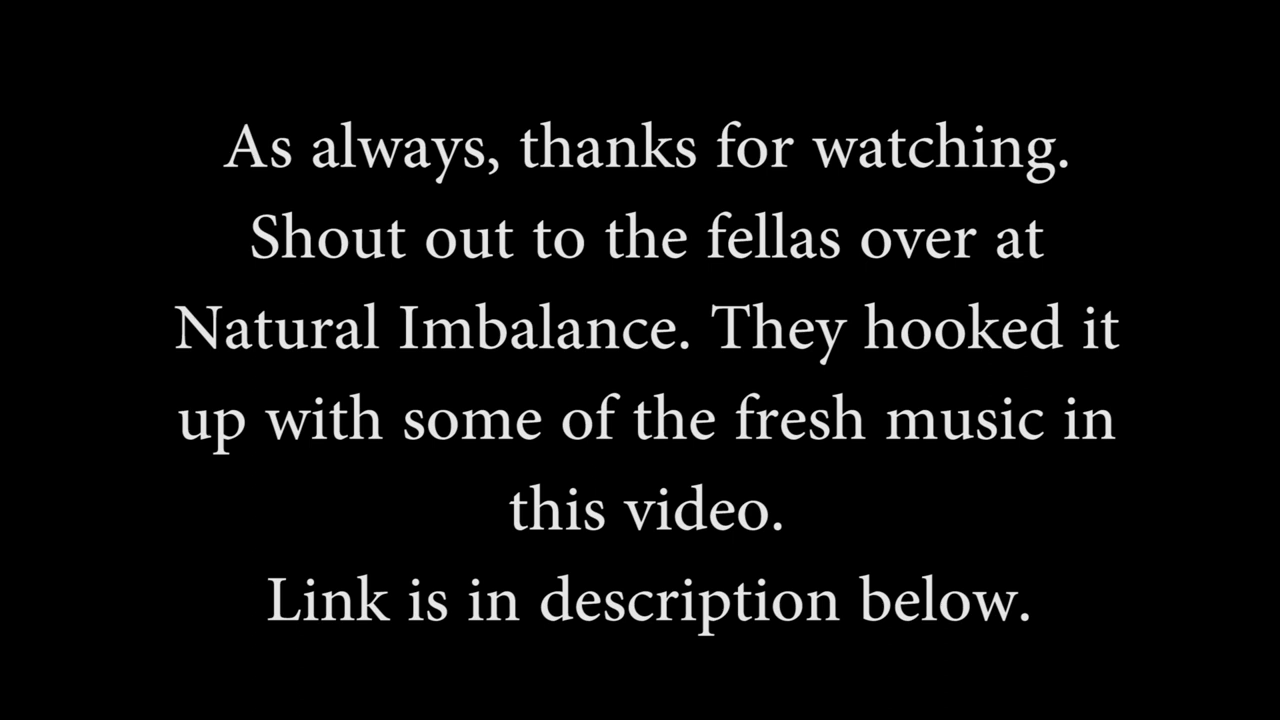 As always, thanks for watching.
Shout out to the fellas over at
Natural Imbalance. They hooked it
up with some of the fresh music in
this video.
Link is in description below.